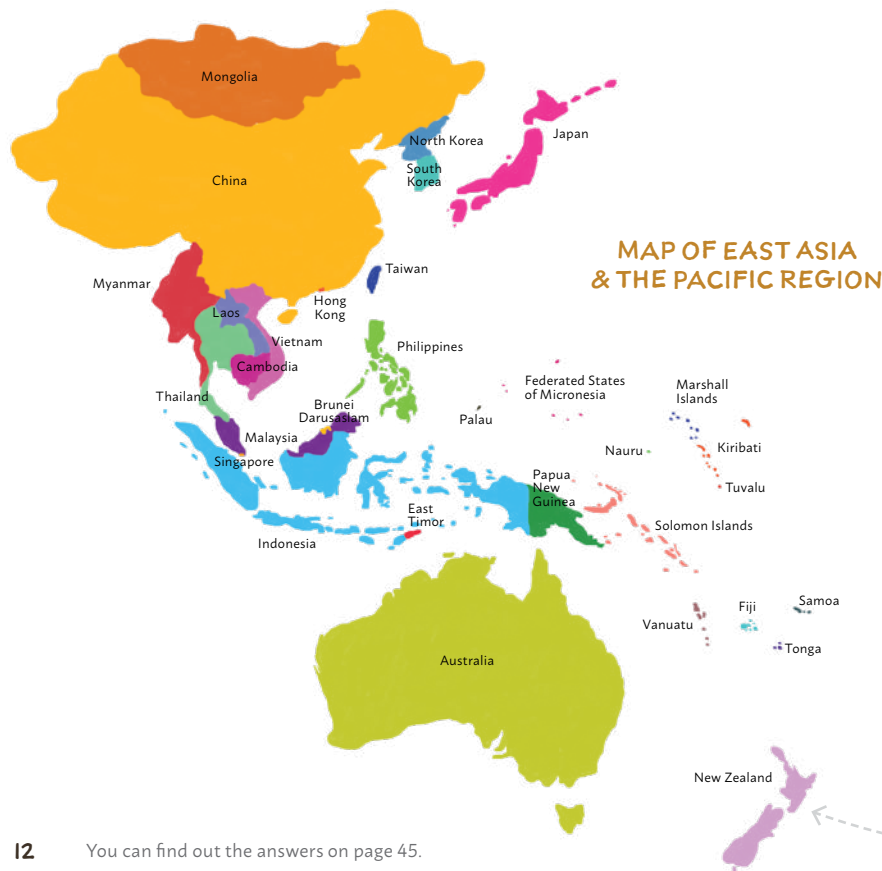 Mongolia
Japan
North Korea
South
Korea
China
MAP OF EAST ASIA
& THE PACIFIC REGION
Taiwan
Myanmar
Hong
Kong
Laos
Vietnam
Philippines
Cambodia
Federated States
of Micronesia
Marshall
Islands
Thailand
Brunei
Darusaslam
Palau
Malaysia
Nauru
Kiribati
Singapore
Papua
New
Guinea
Tuvalu
East
Timor
Solomon Islands
Indonesia
Samoa
Fiji
Vanuatu
Tonga
Australia
New Zealand
12
You can find out the answers on page 45.